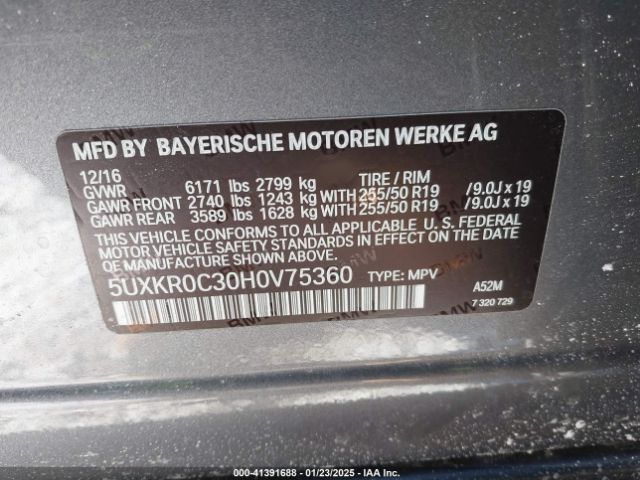 MFD BY BAYERISCHE MOTOREN WERKE AG
12/16 TIRE / RIM
GVWR 6171 lbs 2799 kg
GAWR FRONT 2740 lbs 1243 kg WITH 255/50 R19 /9.0J x 19
GAWR REAR 3589 lbs 1628 kg WITH 255/50 R19 /9.0J x 19
THIS VEHICLE CONFORMS TO ALL APPLICABLE U. S. FEDERAL
MOTOR VEHICLE SAFETY STANDARDS IN EFFECT ON THE
DATE OF MANUFACTURE SHOWN ABOVE.
5UXKR0C30H0V75360 TYPE: MPV
A52M
7 320 729
000-41391688 - 01/23/2025 - IAA Inc.